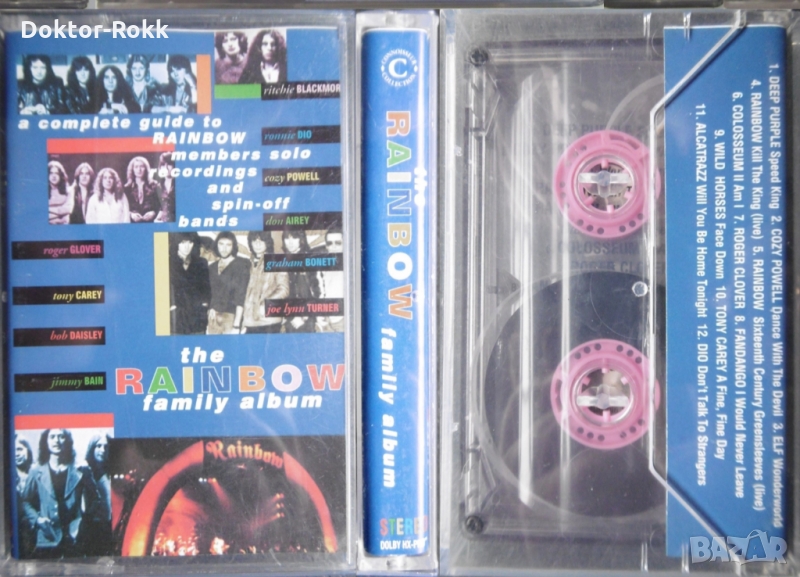 Doktor-Rokk
ritchie BLACKMOR
a complete guide to
RAINBOW
members solo
recordings
and
spin-off
bands
ronnie DIO
cozy POWELL
don AIREY
graham BONETT
joe lynn TURNER
roger GLOVER
tony CAREY
bob DAISLEY
jimmy BAIN
the
RAINBOW
family album
Rainbow
CONNOISSEUR
C
COLLECTION
the
RAINBOW
family album
STEREO
DOLBY HX-PRO
1. DEEP PURPLE Speed King 2. COZY POWELL Dance With The Devil 3. ELF Wonderworld
4. RAINBOW Kill The King (live) 5. RAINBOW Sixteenth Century Greensleeves (live)
6. COLOSSEUM II Am I 7. ROGER CLOVER 8. FANDANGO I Would Never Leave
9. WILD HORSES Face Down 10. TONY CAREY A Fine, Fine Day
11. ALCATRAZZ Will You Be Home Tonight 12. DIO Don't Talk To Strangers
BAZAR